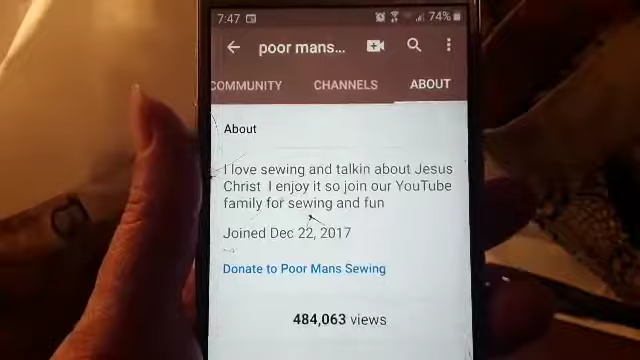 7:47 74%
poor mans...
COMMUNITY CHANNELS ABOUT
About
I love sewing and talkin about Jesus
Christ I enjoy it so join our YouTube
family for sewing and fun
Joined Dec 22, 2017
Donate to Poor Mans Sewing
484,063 views